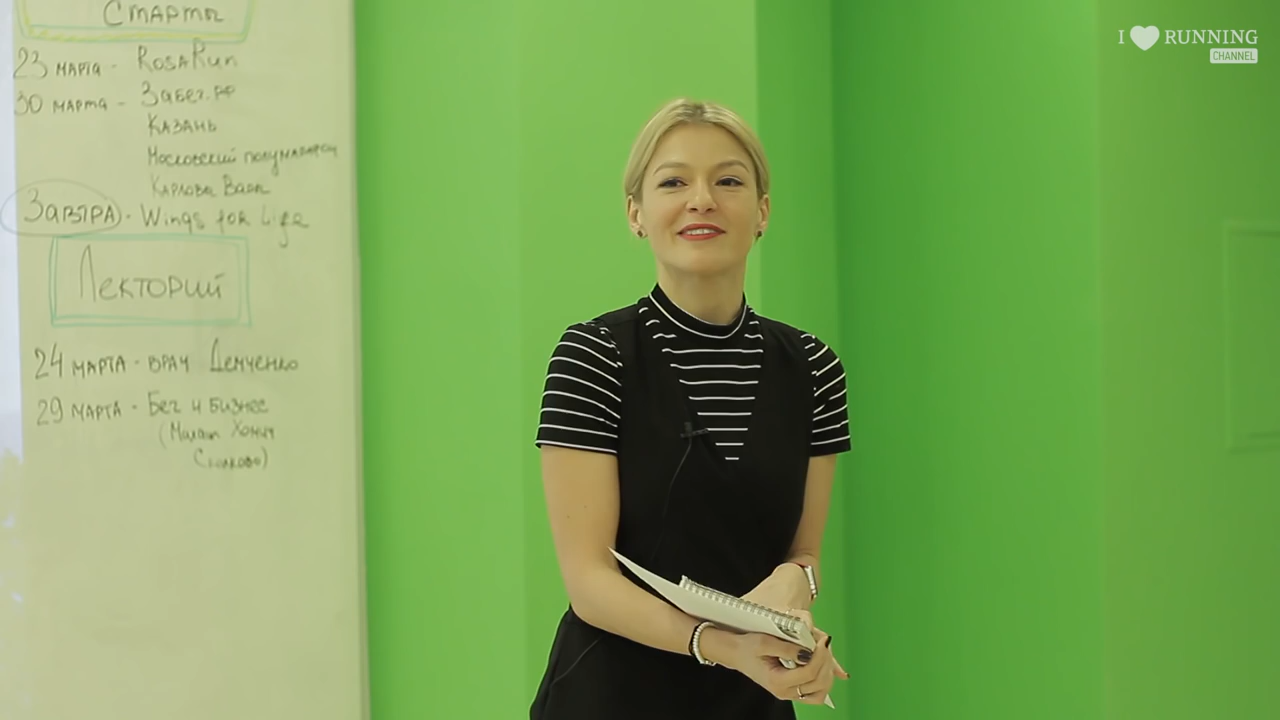 Старты
23 марта - RosaRun
30 марта - Забег.рф
Казань
Московский полумарафон
Карловы Вары
Завтра - Wings for Life
Лекторий
24 марта - врач Демченко
29 марта - Бег и бизнес
Сколково)
I RUNNING
CHANNEL